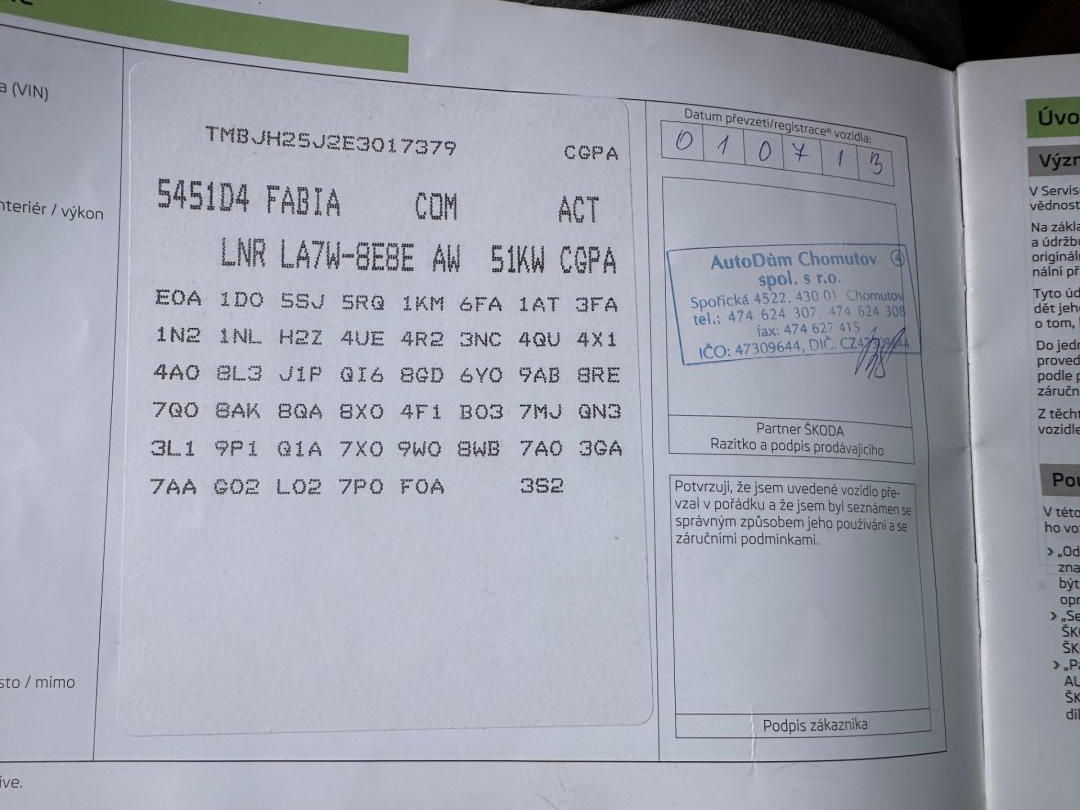 a (VIN)
nteriér / výkon
sto / mimo
íve.
TMBJH25J2E3017379
CGPA
5451D4 FABIA COM ACT
LNR LA7W-8E8E AW 51KW CGPA
E0A 1D0 5SJ 5RQ 1KM 6FA 1AT 3FA
1N2 1NL H2Z 4UE 4R2 3NC 4QU 4X1
4A0 8L3 J1P QI6 8GD 6Y0 9AB 8RE
7Q0 8AK 8QA 8X0 4F1 B03 7MJ QN3
3L1 9P1 Q1A 7X0 9W0 8WB 7A0 3GA
7AA G02 L02 7P0 F0A 3S2
Datum převzetí/registrace⁴⁾ vozidla:
0 1 0 7 1 3
AutoDům Chomutov 4
spol. s r.o.
Spořická 4522, 430 01 Chomutov
tel.: 474 624 307, 474 624 308
fax: 474 627 415
IČO: 47309644, DIČ: CZ47309644
Partner ŠKODA
Razítko a podpis prodávajícího
Potvrzuji, že jsem uvedené vozidlo pře-
vzal v pořádku a že jsem byl seznámen se
správným způsobem jeho používání a se
záručními podmínkami.
Podpis zákazníka
Úvo
Význ
V Servis
vědnost
Na zákla
a údržbu
originální
nální př
Tyto úd
dět jeh
o tom,
Do jedn
proved
podle p
záruční
Z těcht
vozidle
Pou
V této
ho voz
› „Od
zna
být
opr
› „Se
ŠKO
ŠK
› „Pa
AU
ŠK
díl